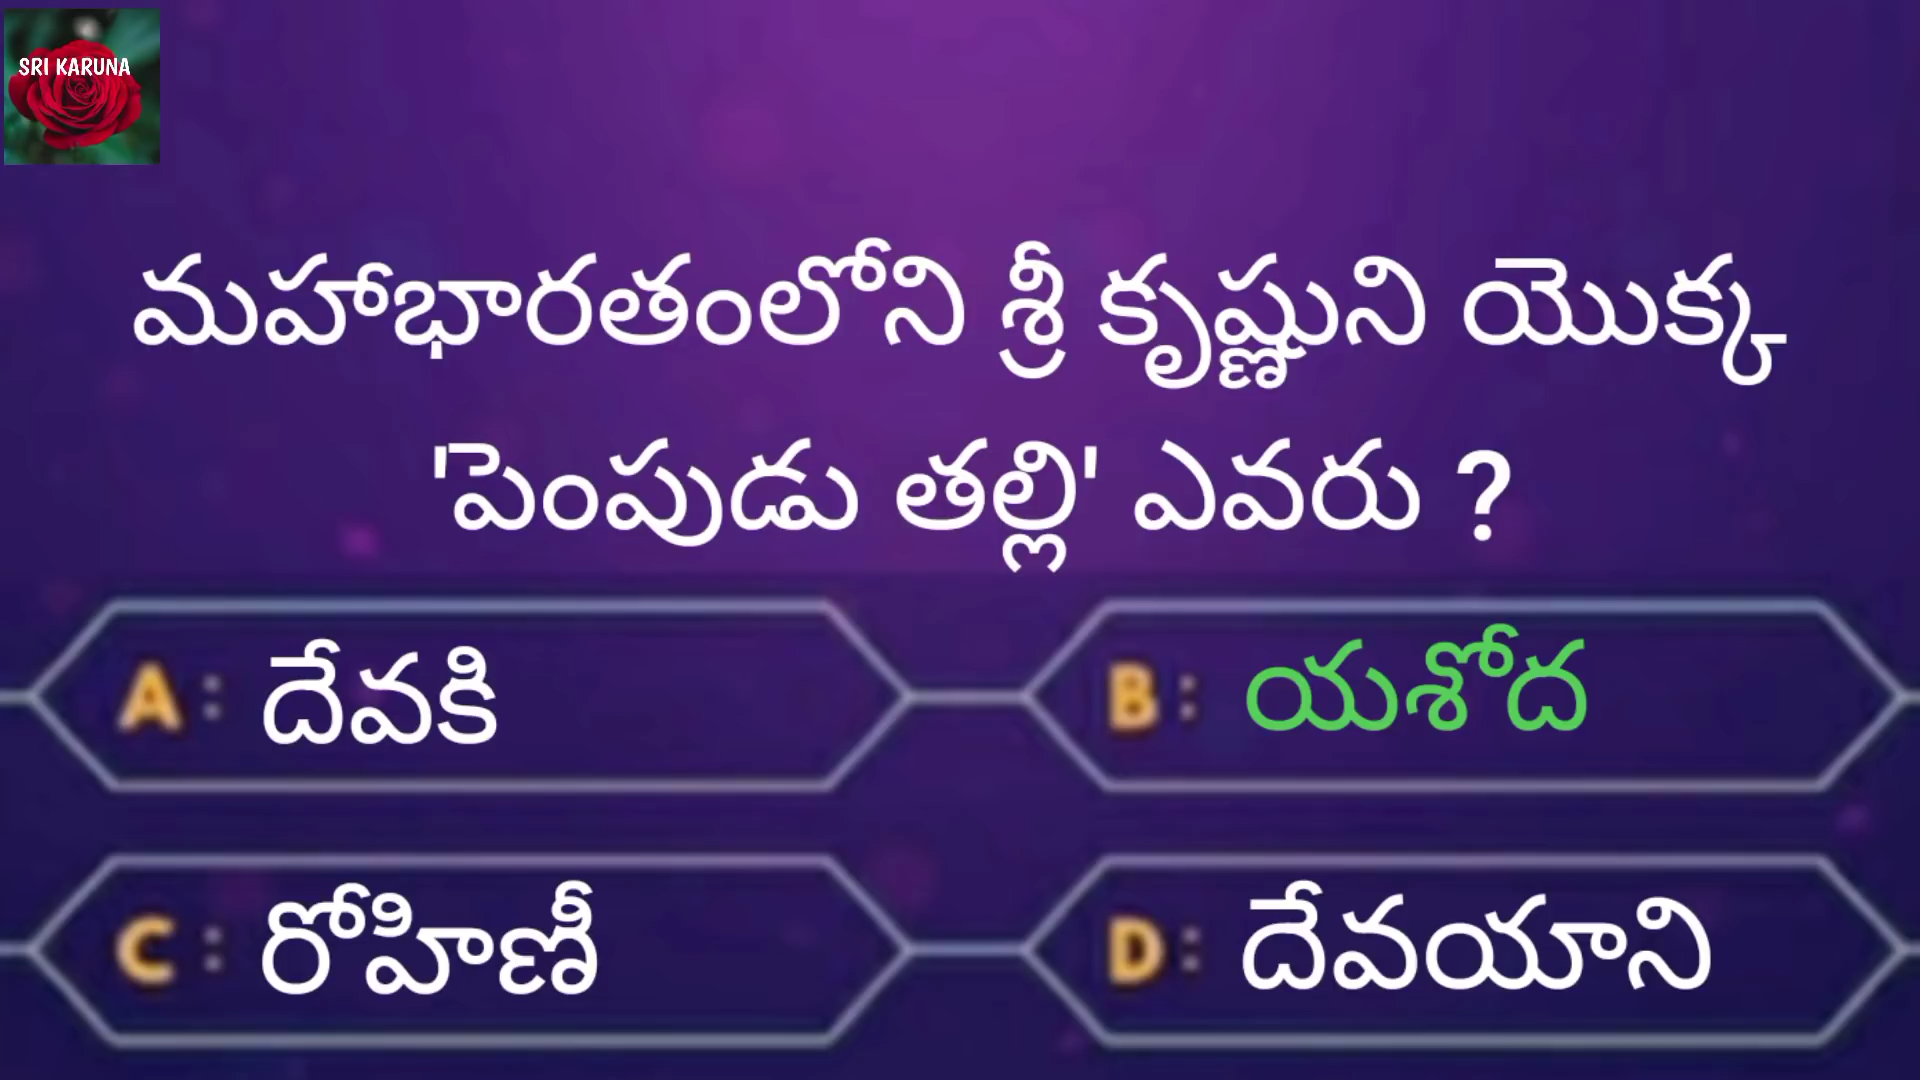 SRI KARUNA
మహాభారతంలోని శ్రీ కృష్ణుని యొక్క
'పెంపుడు తల్లి' ఎవరు ?
A : దేవకి
B : యశోద
C : రోహిణీ
D : దేవయాని